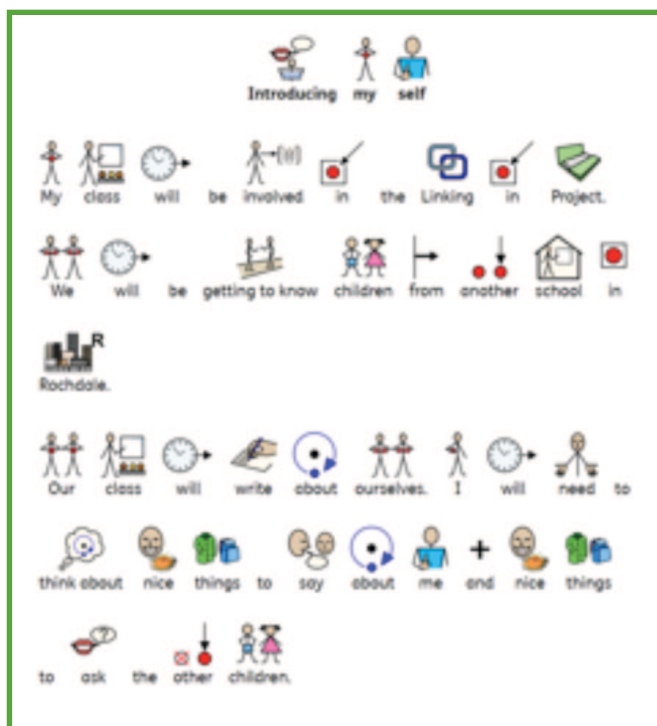 Introducing my self
My class will be involved in the Linking in Project.
We will be getting to know children from another school in
R
Rochdale.
Our class will write about ourselves. I will need to
think about nice things to say about me and nice things
to ask the other children.